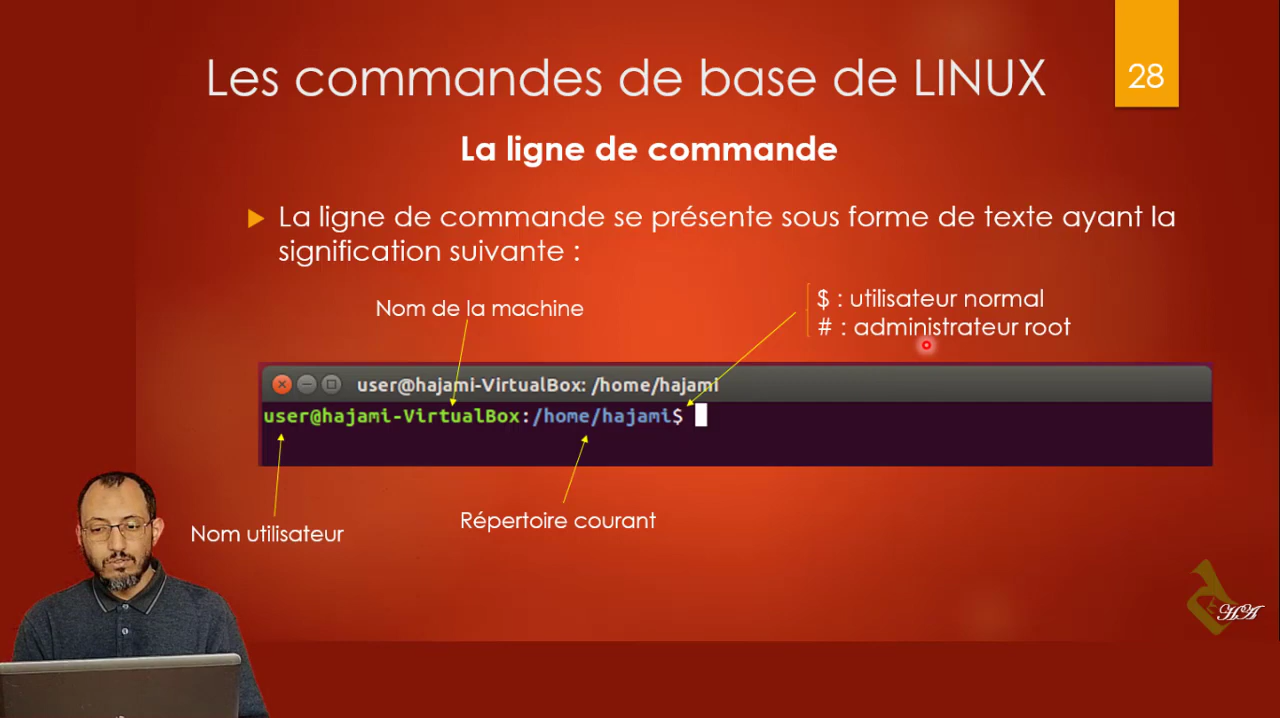 Les commandes de base de LINUX
28
La ligne de commande
La ligne de commande se présente sous forme de texte ayant la
signification suivante :
Nom de la machine
$ : utilisateur normal
# : administrateur root
user@hajami-VirtualBox: /home/hajami
user@hajami-VirtualBox:/home/hajami$
Nom utilisateur
Répertoire courant
HA